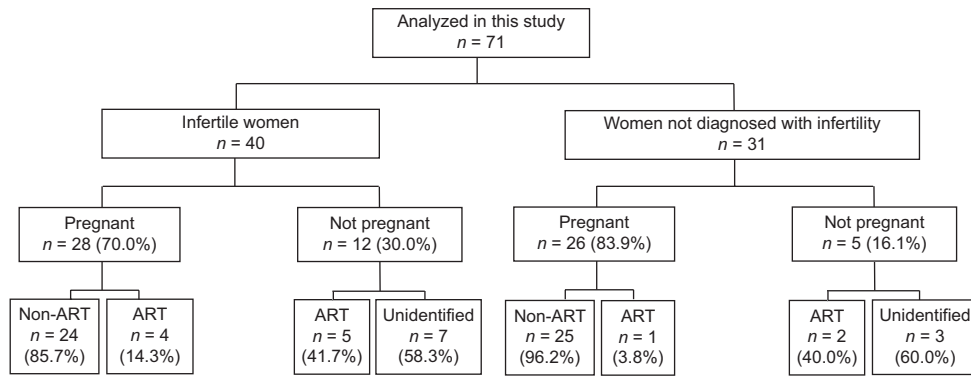 Analyzed in this study
n = 71
Infertile women
n = 40
Women not diagnosed with infertility
n = 31
Pregnant
n = 28 (70.0%)
Not pregnant
n = 12 (30.0%)
Pregnant
n = 26 (83.9%)
Not pregnant
n = 5 (16.1%)
Non-ART
n = 24
(85.7%)
ART
n = 4
(14.3%)
ART
n = 5
(41.7%)
Unidentified
n = 7
(58.3%)
Non-ART
n = 25
(96.2%)
ART
n = 1
(3.8%)
ART
n = 2
(40.0%)
Unidentified
n = 3
(60.0%)